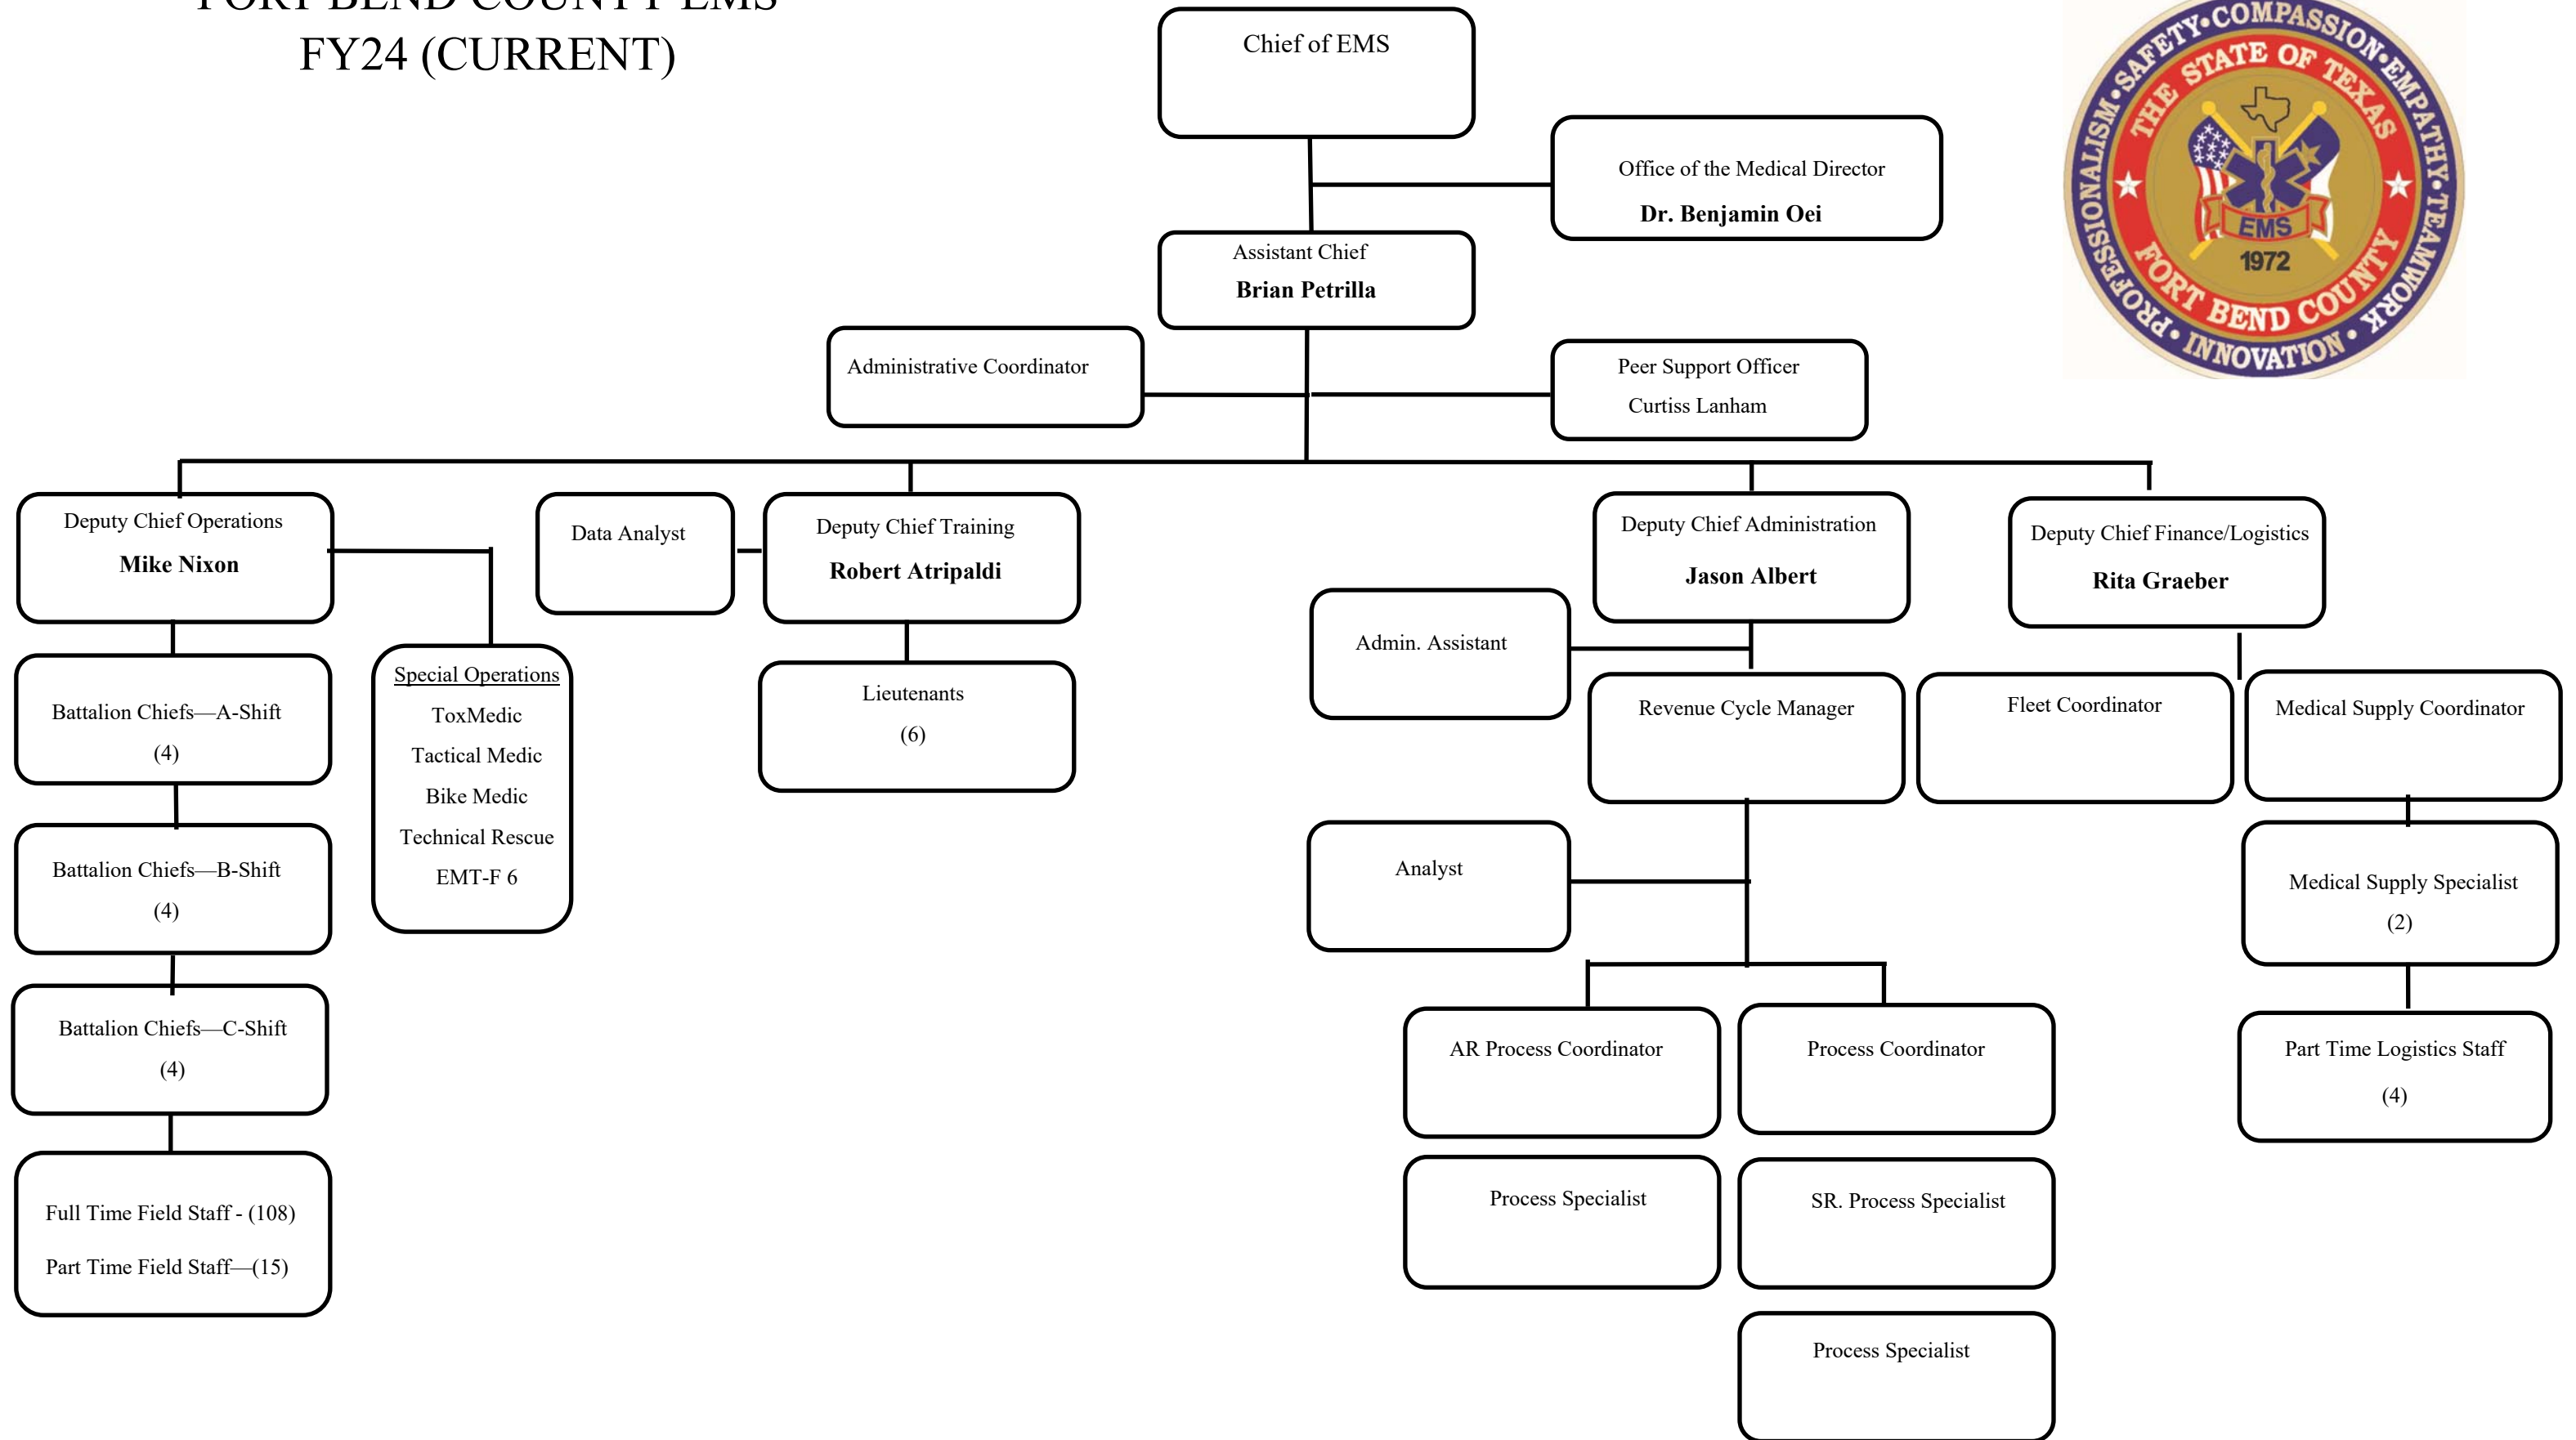 FORT BEND COUNTY EMS
FY24 (CURRENT)
Chief of EMS
Office of the Medical Director
Dr. Benjamin Oei
Assistant Chief
Brian Petrilla
PROFESSIONALISM•SAFETY•COMPASSION•EMPATHY•TEAMWORK•INNOVATION•
THE STATE OF TEXAS
EMS
1972
FORT BEND COUNTY
Administrative Coordinator
Peer Support Officer
Curtiss Lanham
Deputy Chief Operations
Mike Nixon
Data Analyst
Deputy Chief Training
Robert Atripaldi
Deputy Chief Administration
Jason Albert
Deputy Chief Finance/Logistics
Rita Graeber
Admin. Assistant
Battalion Chiefs—A-Shift
(4)
Special Operations
ToxMedic
Tactical Medic
Bike Medic
Technical Rescue
EMT-F 6
Lieutenants
(6)
Revenue Cycle Manager
Fleet Coordinator
Medical Supply Coordinator
Battalion Chiefs—B-Shift
(4)
Analyst
Medical Supply Specialist
(2)
Battalion Chiefs—C-Shift
(4)
AR Process Coordinator
Process Coordinator
Part Time Logistics Staff
(4)
Full Time Field Staff - (108)
Part Time Field Staff—(15)
Process Specialist
SR. Process Specialist
Process Specialist